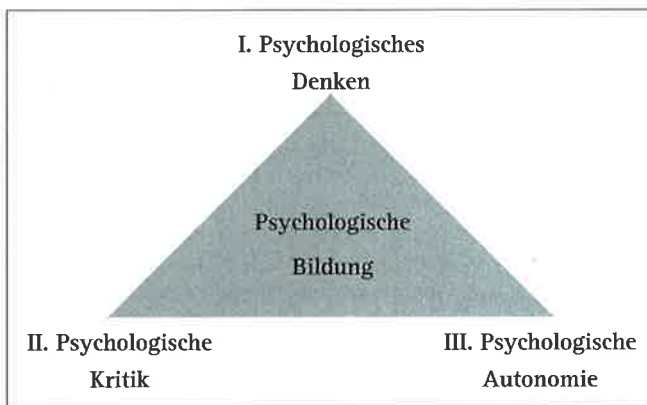 I. Psychologisches
Denken
Psychologische
Bildung
II. Psychologische
Kritik
III. Psychologische
Autonomie